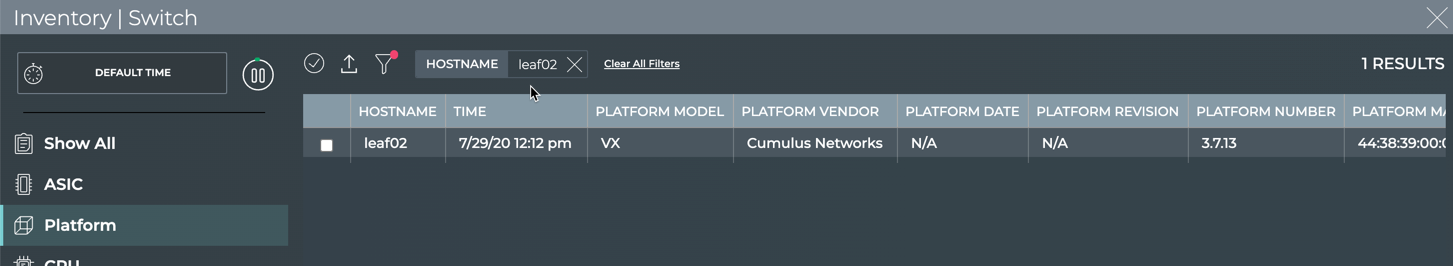 Inventory | Switch
DEFAULT TIME
HOSTNAME leaf02 Clear All Filters
1 RESULTS
HOSTNAME TIME PLATFORM MODEL PLATFORM VENDOR PLATFORM DATE PLATFORM REVISION PLATFORM NUMBER PLATFORM
leaf02 7/29/20 12:12 pm VX Cumulus Networks N/A N/A 3.7.13 44:38:39:00:0
Show All
ASIC
Platform
CPU